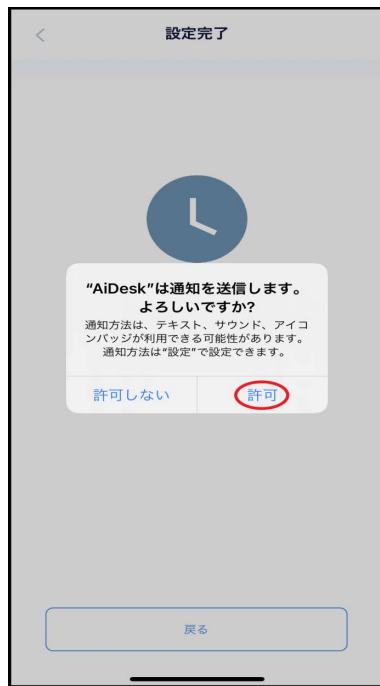 設定完了
“AiDesk”は通知を送信します。
よろしいですか?
通知方法は、テキスト、サウンド、アイコ
ンバッジが利用できる可能性があります。
通知方法は“設定”で設定できます。
許可しない
許可
戻る